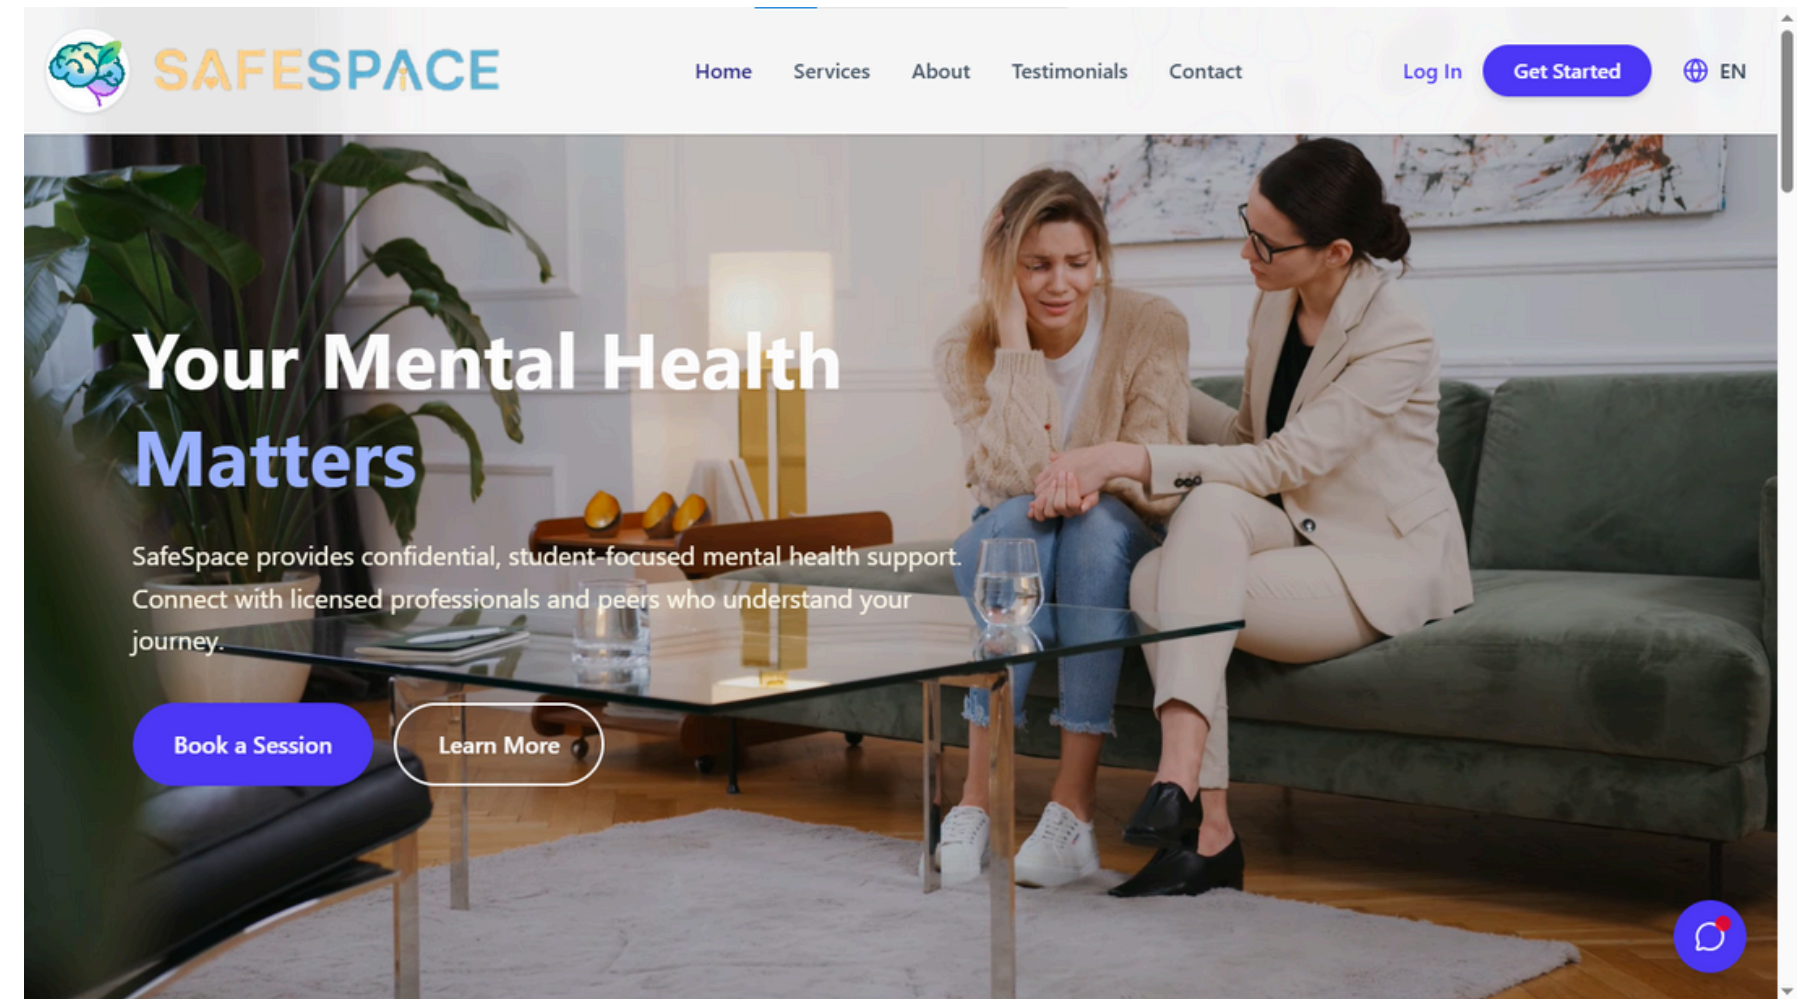 SAFESPACE
Home Services About Testimonials Contact Log In Get Started EN
Your Mental Health
Matters
SafeSpace provides confidential, student-focused mental health support.
Connect with licensed professionals and peers who understand your
journey.
Book a Session Learn More